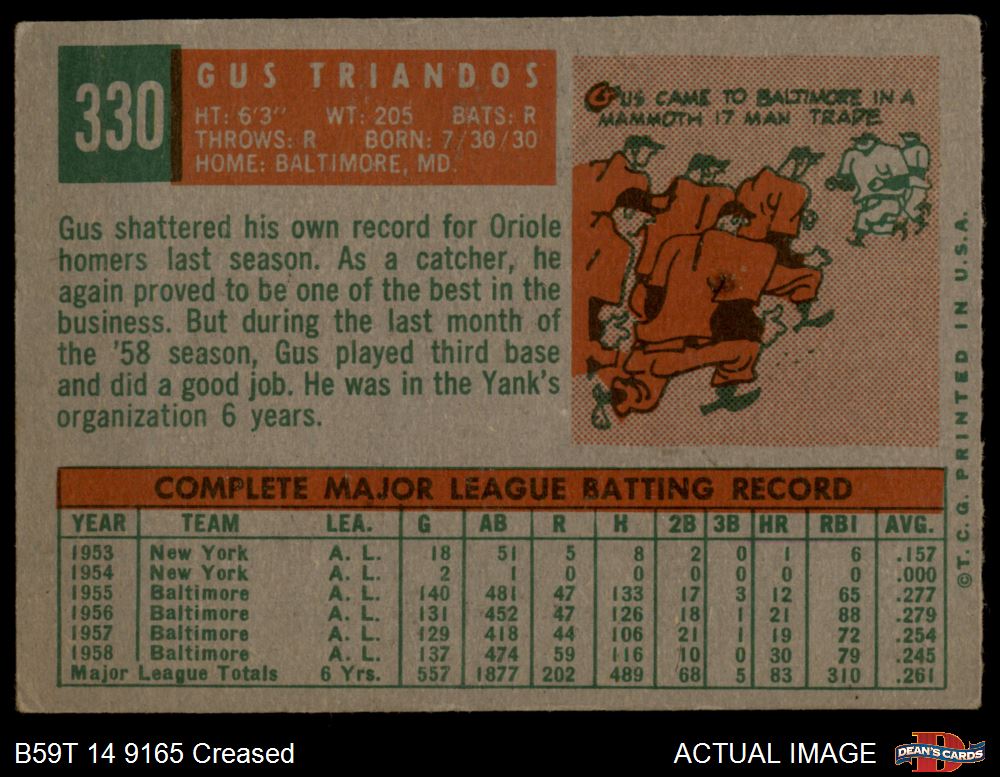 330
GUS TRIANDOS
HT: 6'3" WT: 205 BATS: R
THROWS: R BORN: 7/30/30
HOME: BALTIMORE, MD.
GUS CAME TO BALTIMORE IN A
MAMMOTH 17 MAN TRADE
Gus shattered his own record for Oriole
homers last season. As a catcher, he
again proved to be one of the best in the
business. But during the last month of
the '58 season, Gus played third base
and did a good job. He was in the Yank's
organization 6 years.
COMPLETE MAJOR LEAGUE BATTING RECORD
YEAR TEAM LEA. G AB R H 2B 3B HR RBI AVG.
1953 New York A. L. 18 51 5 8 2 0 1 6 .157
1954 New York A. L. 2 1 0 0 0 0 0 0 .000
1955 Baltimore A. L. 140 481 47 133 17 3 12 65 .277
1956 Baltimore A. L. 131 452 47 126 18 1 21 88 .279
1957 Baltimore A. L. 129 418 44 106 21 1 19 72 .254
1958 Baltimore A. L. 137 474 59 116 10 0 30 79 .245
Major League Totals 6 Yrs. 557 1877 202 489 68 5 83 310 .261
©T. C. G. PRINTED IN U.S.A.
B59T 14 9165 Creased
ACTUAL IMAGE
DEAN'S CARDS